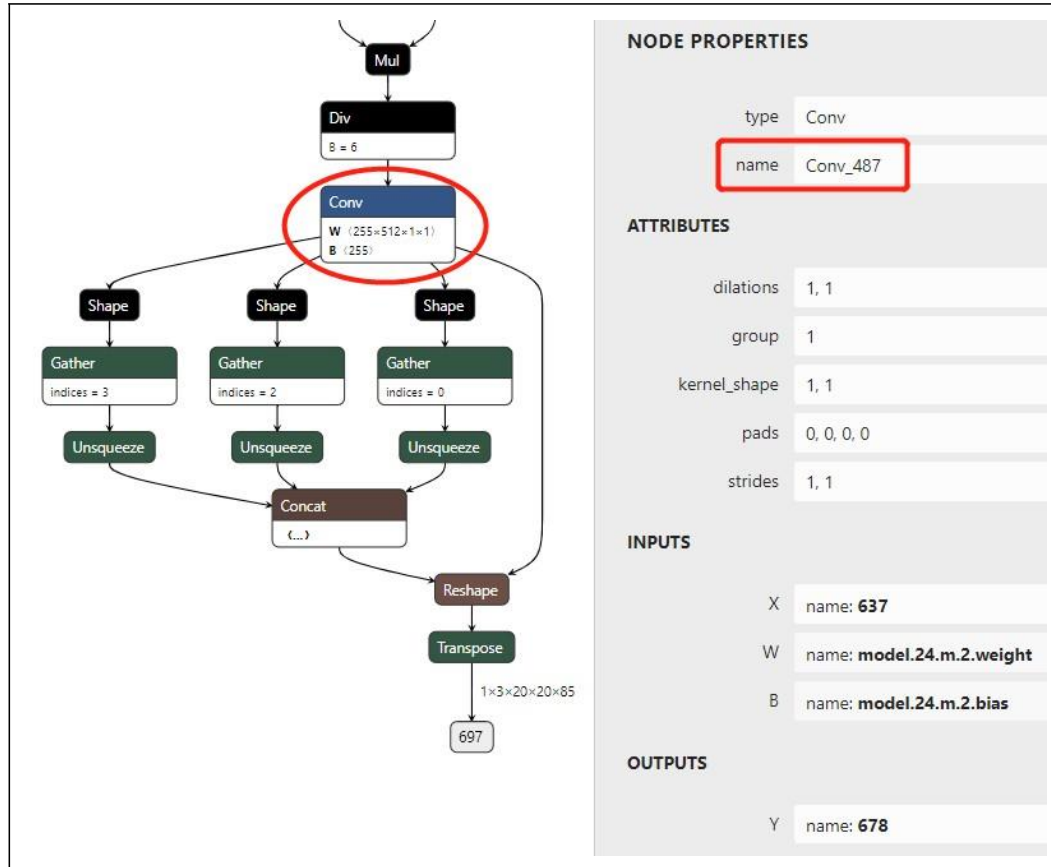 Mul
Div
B = 6
Conv
W ⟨255×512×1×1⟩
B ⟨255⟩
Shape
Shape
Shape
Gather
indices = 3
Gather
indices = 2
Gather
indices = 0
Unsqueeze
Unsqueeze
Unsqueeze
Concat
⟨...⟩
Reshape
Transpose
1×3×20×20×85
697
NODE PROPERTIES
type Conv
name Conv_487
ATTRIBUTES
dilations 1, 1
group 1
kernel_shape 1, 1
pads 0, 0, 0, 0
strides 1, 1
INPUTS
X name: 637
W name: model.24.m.2.weight
B name: model.24.m.2.bias
OUTPUTS
Y name: 678